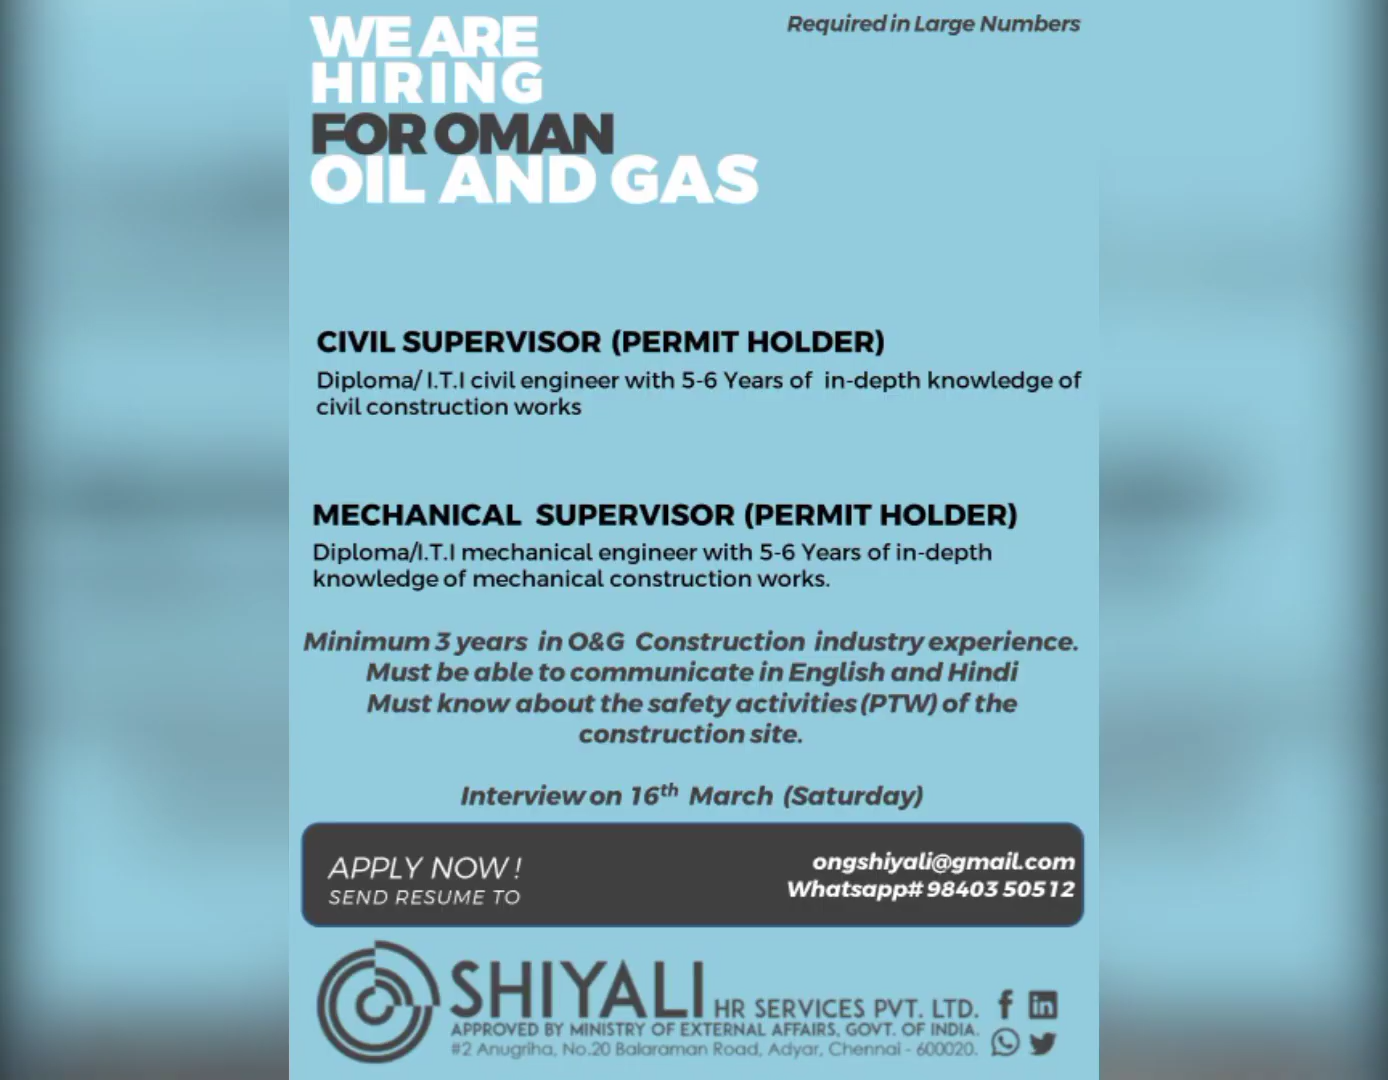 WE ARE
HIRING
FOR OMAN
OIL AND GAS
Required in Large Numbers
CIVIL SUPERVISOR (PERMIT HOLDER)
Diploma/ I.T.I civil engineer with 5-6 Years of in-depth knowledge of
civil construction works
MECHANICAL SUPERVISOR (PERMIT HOLDER)
Diploma/I.T.I mechanical engineer with 5-6 Years of in-depth
knowledge of mechanical construction works.
Minimum 3 years in O&G Construction industry experience.
Must be able to communicate in English and Hindi
Must know about the safety activities (PTW) of the
construction site.
Interview on 16th March (Saturday)
APPLY NOW !
SEND RESUME TO
ongshiyali@gmail.com
Whatsapp# 98403 50512
SHIYALI HR SERVICES PVT. LTD.
APPROVED BY MINISTRY OF EXTERNAL AFFAIRS, GOVT. OF INDIA.
#2 Anugriha, No.20 Balaraman Road, Adyar, Chennai - 600020.